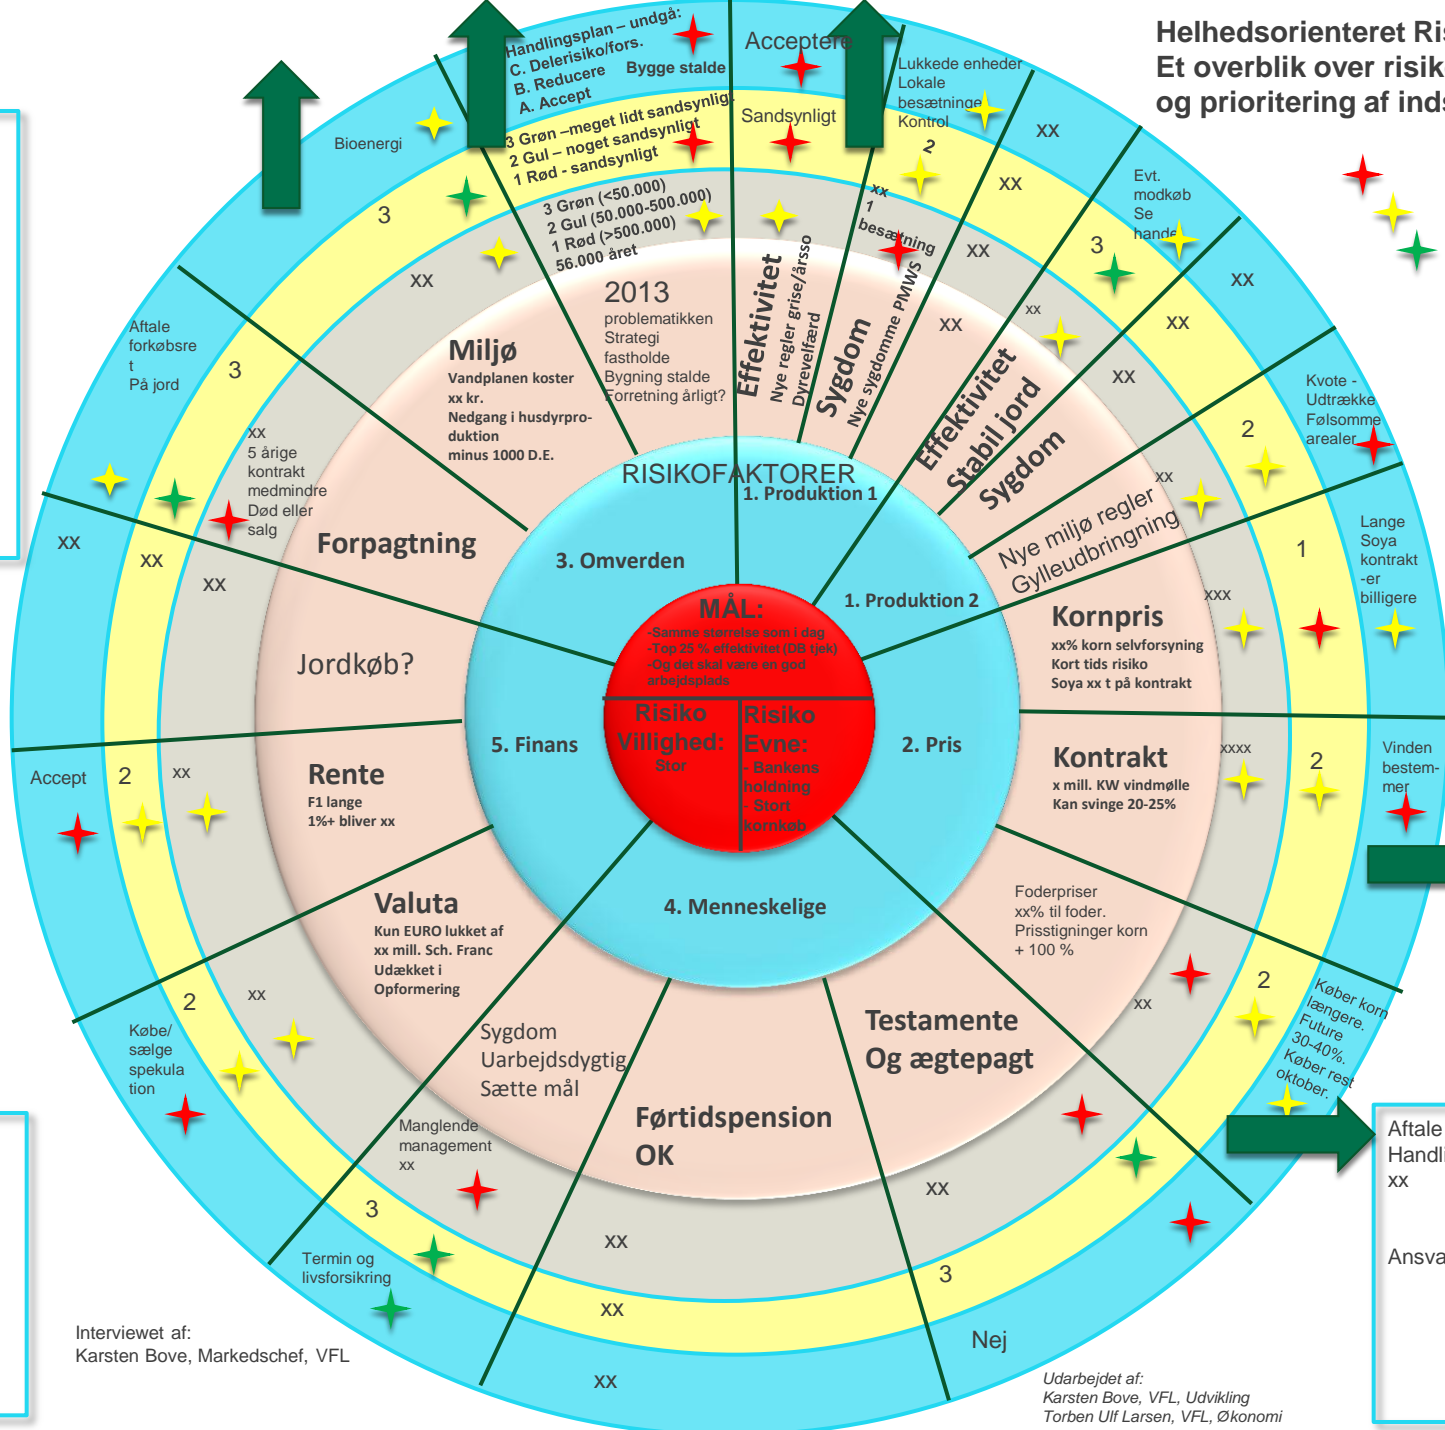 Helhedsorienteret Ris
Et overblik over risik
og prioritering af inds
Handlingsplan – undgå:
C. Delerisiko/fors.
B. Reducere
A. Accept
Bygge stalde
3 Grøn –meget lidt sandsynligt
2 Gul – noget sandsynligt
1 Rød - sandsynligt
3 Grøn (<50.000)
2 Gul (50.000-500.000)
1 Rød (>500.000)
56.000 året
2013
problematikken
Strategi
fastholde
Bygning stalde
Forretning årligt?
Acceptere
Sandsynligt
Effektivitet
Nye regler grise/årsso
Dyrevelfærd
Lukkede enheder
Lokale
besætninge
Kontrol
2
xx
1
besætning
Sygdom
Nye sygdomme PMWS
xx
xx
xx
xx
Evt.
modkøb
Se
handel
3
xx
Effektivitet
Stabil jord
xx
xx
xx
Sygdom
Kvote -
Udtrække
Følsomme
arealer
2
xx
Nye miljø regler
Gylleudbringning
Lange
Soya
kontrakt
-er
billigere
1
xxx
Kornpris
xx% korn selvforsyning
Kort tids risiko
Soya xx t på kontrakt
Vinden
bestem-
mer
2
xxxx
Kontrakt
x mill. KW vindmølle
Kan svinge 20-25%
Køber korn
længere.
Future
30-40%.
Køber rest
oktober.
2
xx
Foderpriser
xx% til foder.
Prisstigninger korn
+ 100 %
Testamente
Og ægtepagt
xx
3
Nej
Førtidspension
OK
xx
xx
xx
Sygdom
Uarbejdsdygtig
Sætte mål
Manglende
management
xx
3
Termin og
livsforsikring
Valuta
Kun EURO lukket af
xx mill. Sch. Franc
Udækket i
Opformering
xx
2
Købe/
sælge
spekula
tion
Rente
F1 lange
1%+ bliver xx
xx
2
Accept
Jordkøb?
xx
xx
xx
Forpagtning
xx
5 årige
kontrakt
medmindre
Død eller
salg
3
Aftale
forkøbsre
t
På jord
Miljø
Vandplanen koster
xx kr.
Nedgang i husdyrpro-
duktion
minus 1000 D.E.
xx
3
Bioenergi
RISIKOFAKTORER
1. Produktion 1
1. Produktion 2
2. Pris
4. Menneskelige
5. Finans
3. Omverden
MÅL:
-Samme størrelse som i dag
-Top 25 % effektivitet (DB tjek)
-Og det skal være en god
arbejdsplads
Risiko
Villighed:
Stor
Risiko
Evne:
- Bankens
holdning
- Stort
kornkøb
Aftale
Handli
xx
Ansva
Interviewet af:
Karsten Bove, Markedschef, VFL
Udarbejdet af:
Karsten Bove, VFL, Udvikling
Torben Ulf Larsen, VFL, Økonomi